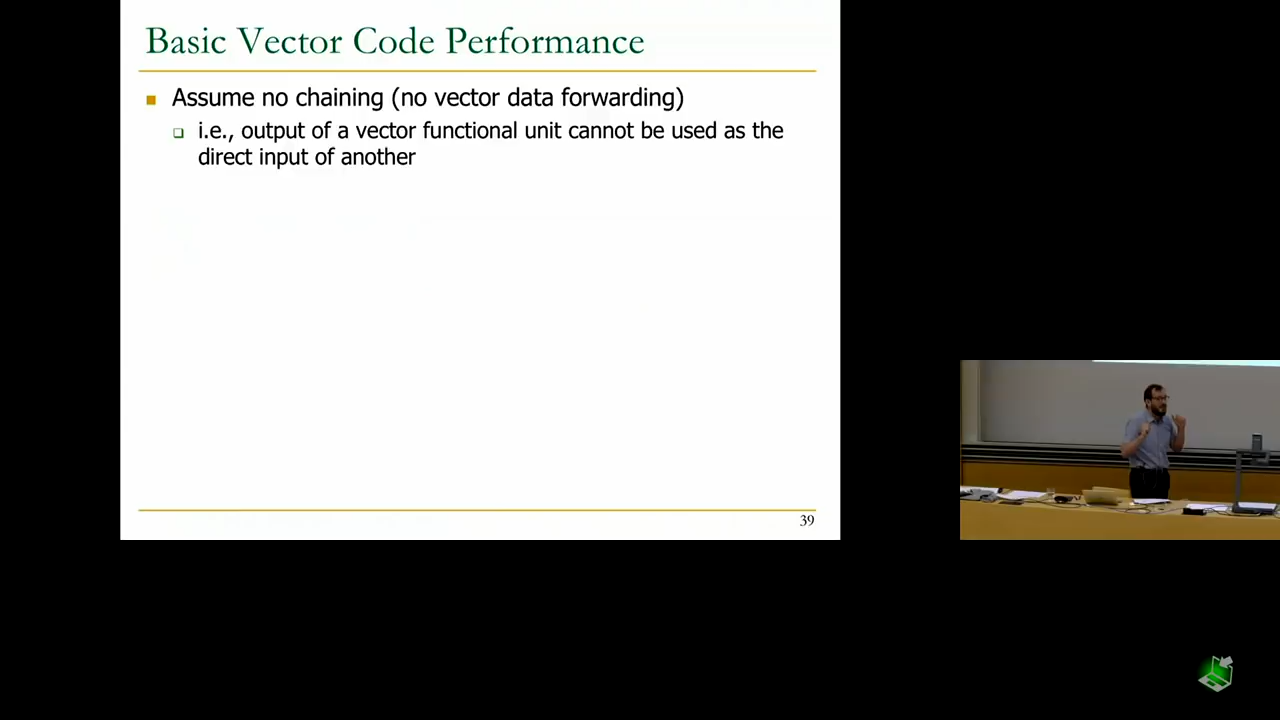 Basic Vector Code Performance
Assume no chaining (no vector data forwarding)
i.e., output of a vector functional unit cannot be used as the
direct input of another
39